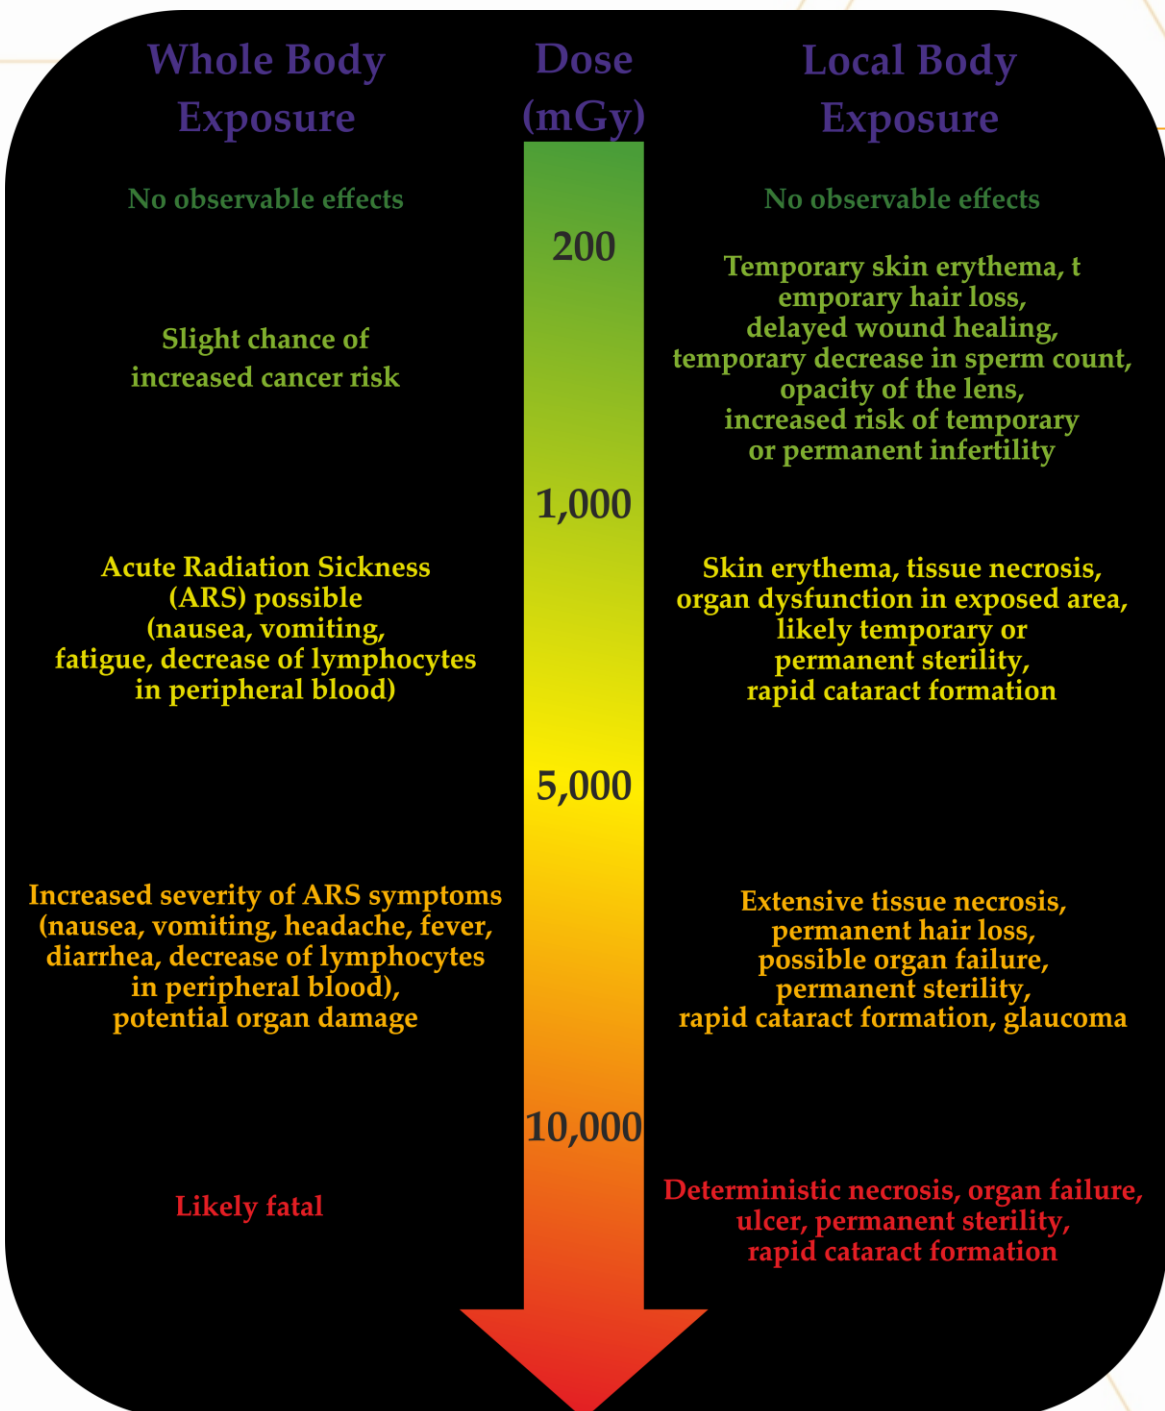 Whole Body
Exposure
Dose
(mGy)
Local Body
Exposure
No observable effects
No observable effects
200
Slight chance of
increased cancer risk
Temporary skin erythema, t
emporary hair loss,
delayed wound healing,
temporary decrease in sperm count,
opacity of the lens,
increased risk of temporary
or permanent infertility
1,000
Acute Radiation Sickness
(ARS) possible
(nausea, vomiting,
fatigue, decrease of lymphocytes
in peripheral blood)
Skin erythema, tissue necrosis,
organ dysfunction in exposed area,
likely temporary or
permanent sterility,
rapid cataract formation
5,000
Increased severity of ARS symptoms
(nausea, vomiting, headache, fever,
diarrhea, decrease of lymphocytes
in peripheral blood),
potential organ damage
Extensive tissue necrosis,
permanent hair loss,
possible organ failure,
permanent sterility,
rapid cataract formation, glaucoma
10,000
Likely fatal
Deterministic necrosis, organ failure,
ulcer, permanent sterility,
rapid cataract formation